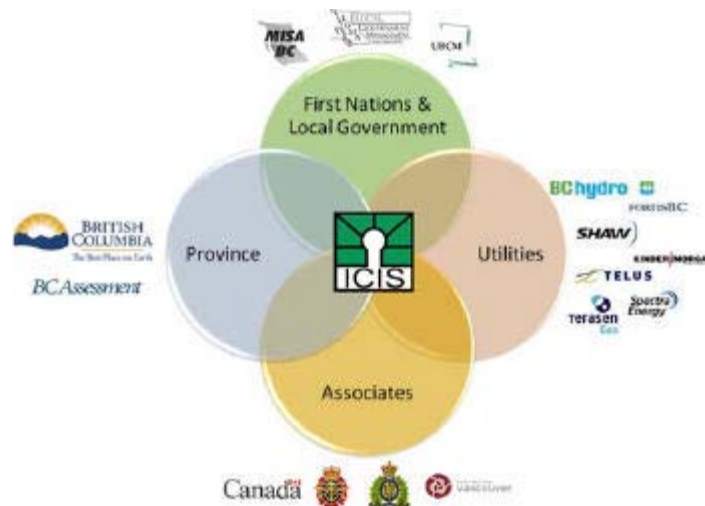 MISA
BC
UBCM
First Nations &
Local Government
BChydro
FORTISBC
SHAW
KINDER MORGAN
TELUS
Spectra
Energy
Terasen
Gas
BRITISH
COLUMBIA
The Best Place on Earth
BC Assessment
Province
ICIS
Utilities
Associates
Canada
VANCOUVER